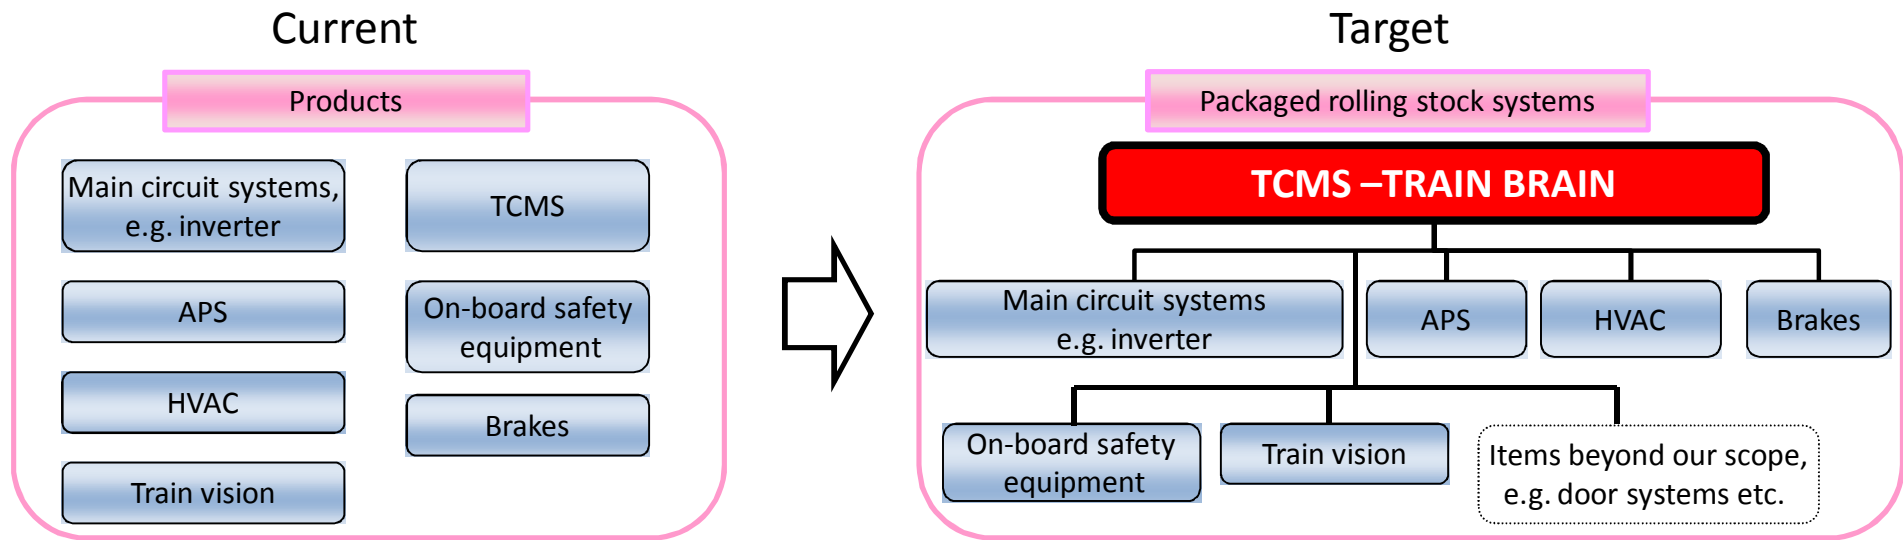 Current
Products
Main circuit systems,
e.g. inverter
APS
HVAC
Train vision
TCMS
On-board safety
equipment
Brakes
Target
Packaged rolling stock systems
TCMS –TRAIN BRAIN
Main circuit systems
e.g. inverter
APS
HVAC
Brakes
On-board safety
equipment
Train vision
Items beyond our scope,
e.g. door systems etc.